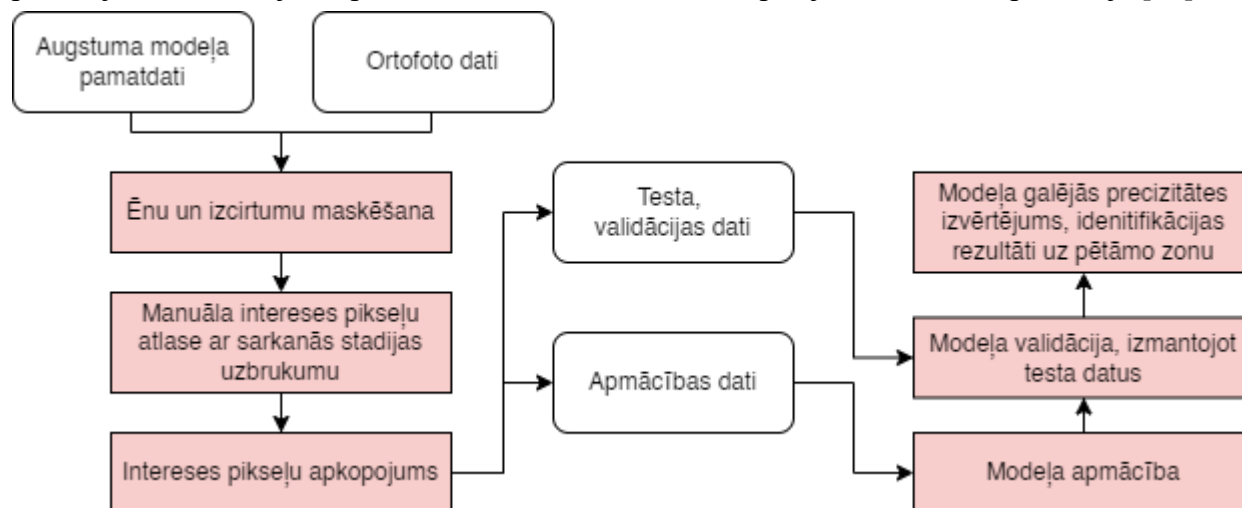 Augstuma modeļa
pamatdati
Ortofoto dati
Ēnu un izcirtumu maskēšana
Manuāla intereses pikseļu
atlase ar sarkanās stadijas
uzbrukumu
Intereses pikseļu apkopojums
Testa,
validācijas dati
Apmācības dati
Modeļa galējās precizitātes
izvērtējums, idenitifikācijas
rezultāti uz pētāmo zonu
Modeļa validācija, izmantojot
testa datus
Modeļa apmācība